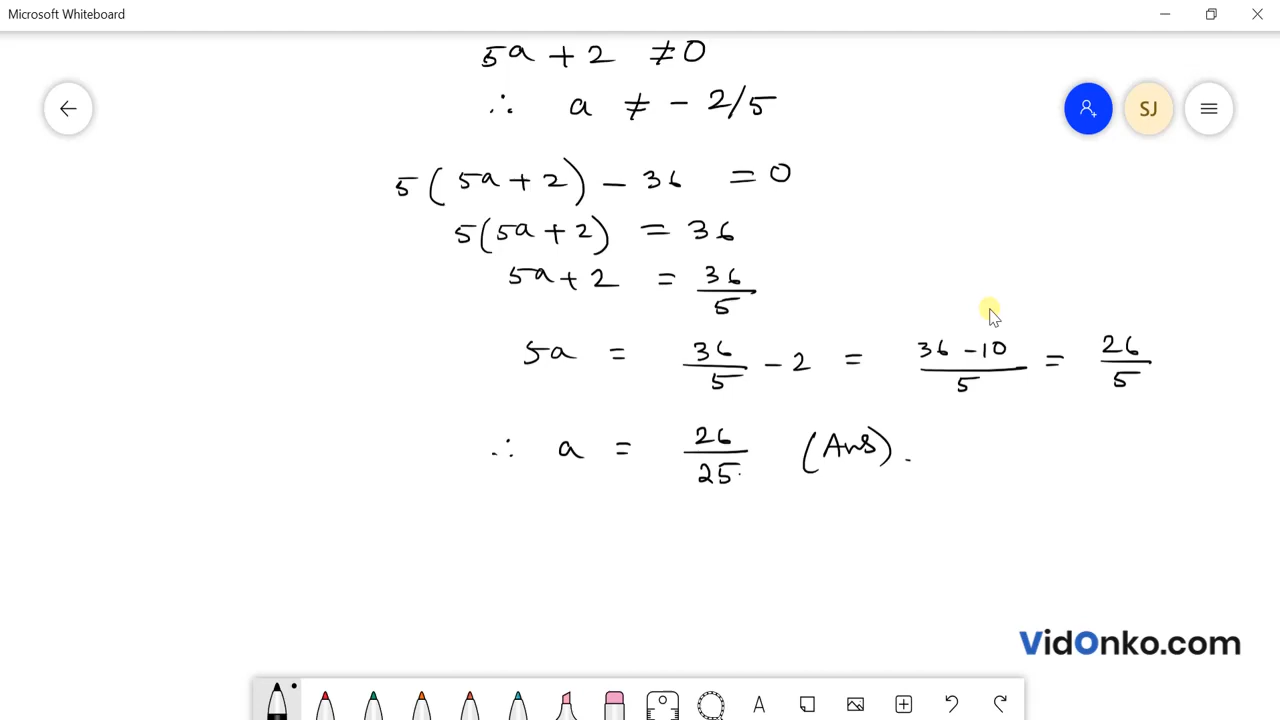 Microsoft Whiteboard
5a + 2 ≠ 0
∴ a ≠ - 2/5
SJ
5(5a + 2) - 36 = 0
5(5a + 2) = 36
5a + 2 = 36/5
5a = 36/5 - 2 = 36 - 10/5 = 26/5
∴ a = 26/25 (Ans).
VidOnko.com
A